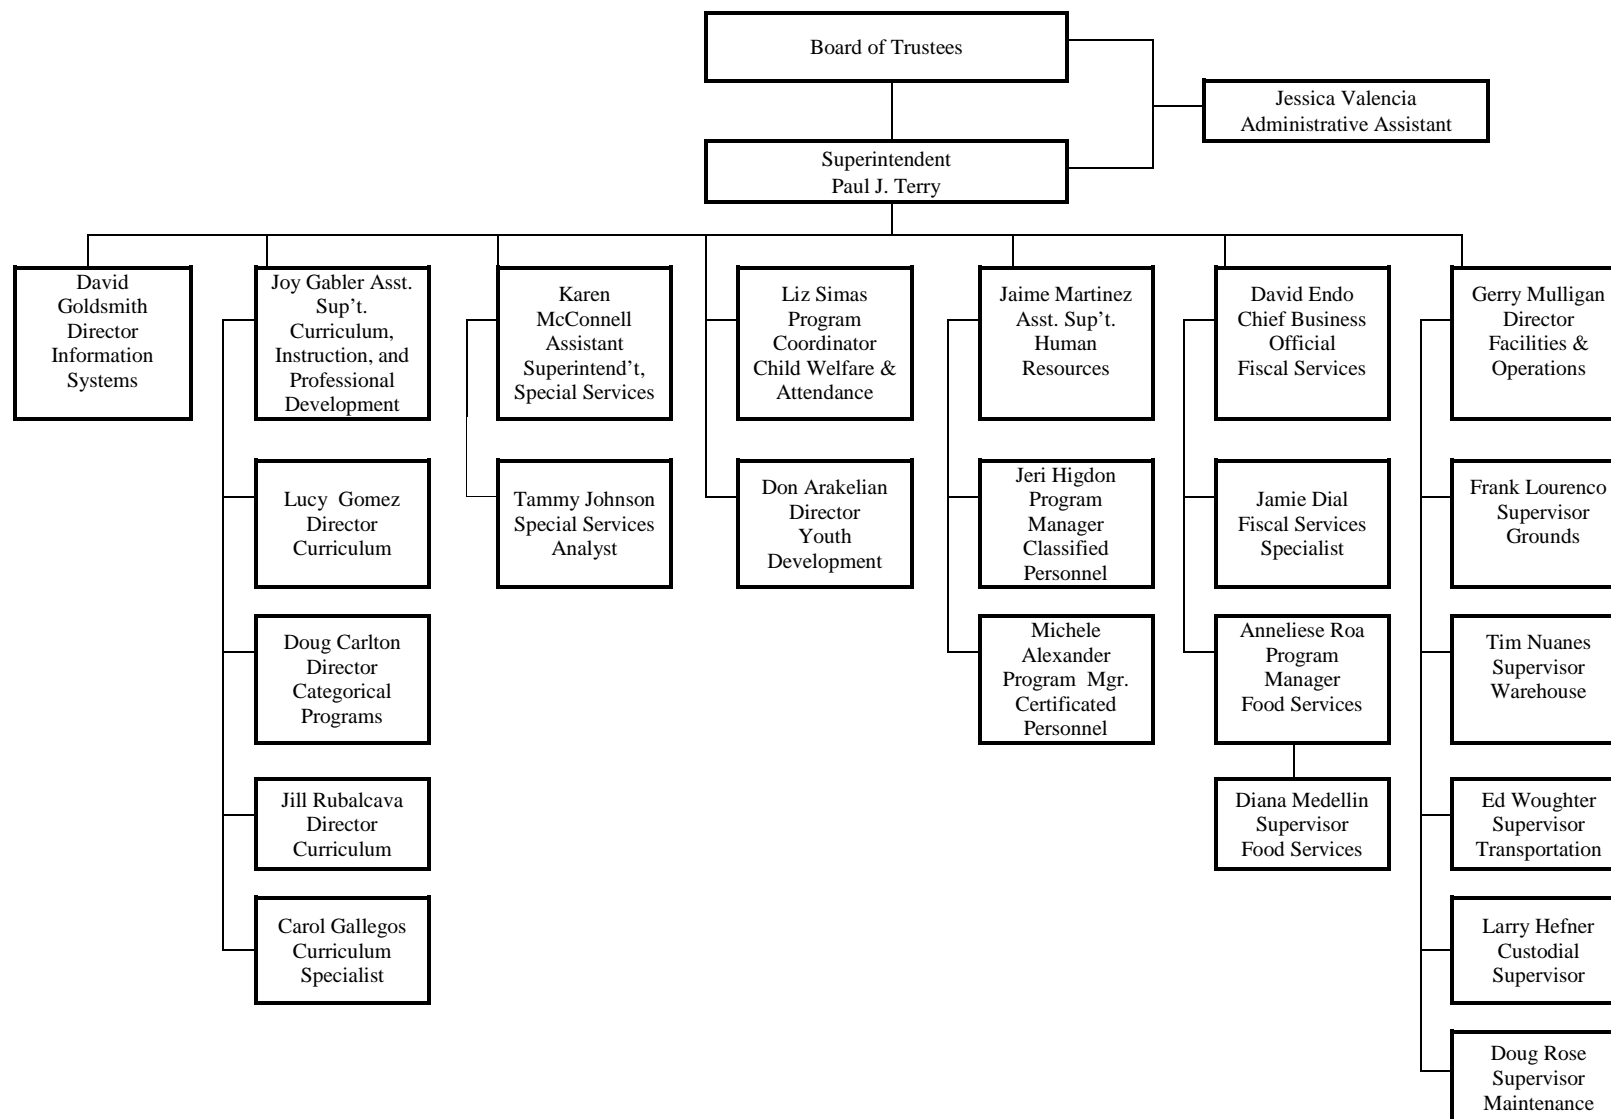 Board of Trustees
Jessica Valencia
Administrative Assistant
Superintendent
Paul J. Terry
David
Goldsmith
Director
Information
Systems
Joy Gabler Asst.
Sup’t.
Curriculum,
Instruction, and
Professional
Development
Karen
McConnell
Assistant
Superintend’t,
Special Services
Liz Simas
Program
Coordinator
Child Welfare &
Attendance
Jaime Martinez
Asst. Sup’t.
Human
Resources
David Endo
Chief Business
Official
Fiscal Services
Gerry Mulligan
Director
Facilities &
Operations
Lucy  Gomez
Director
Curriculum
Tammy Johnson
Special Services
Analyst
Don Arakelian
Director
Youth
Development
Jeri Higdon
Program
Manager
Classified
Personnel
Jamie Dial
Fiscal Services
Specialist
Frank Lourenco
Supervisor
Grounds
Doug Carlton
Director
Categorical
Programs
Michele
Alexander
Program  Mgr.
Certificated
Personnel
Anneliese Roa
Program
Manager
Food Services
Tim Nuanes
Supervisor
Warehouse
Jill Rubalcava
Director
Curriculum
Diana Medellin
Supervisor
Food Services
Ed Woughter
Supervisor
Transportation
Carol Gallegos
Curriculum
Specialist
Larry Hefner
Custodial
Supervisor
Doug Rose
Supervisor
Maintenance